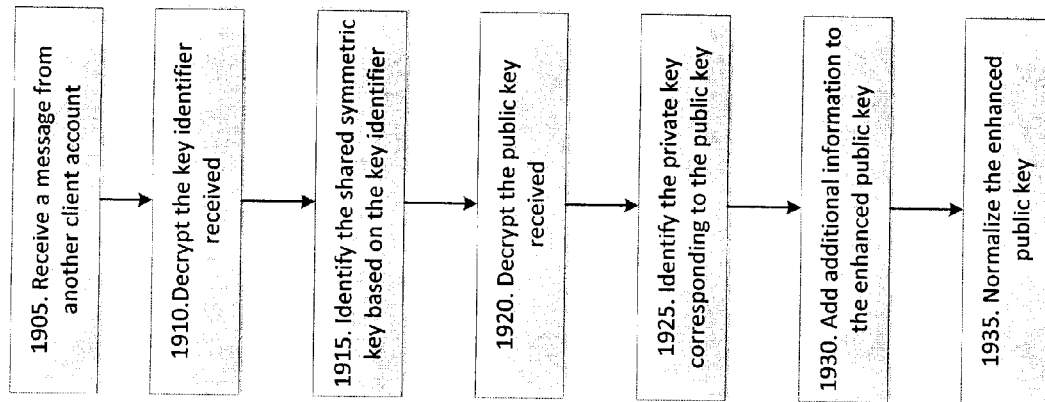 1905. Receive a message from
another client account
1910.Decrypt the key identifier
received
1915. Identify the shared symmetric
key based on the key identifier
1920. Decrypt the public key
received
1925. Identify the private key
corresponding to the public key
1930. Add additional information to
the enhanced public key
1935. Normalize the enhanced
public key